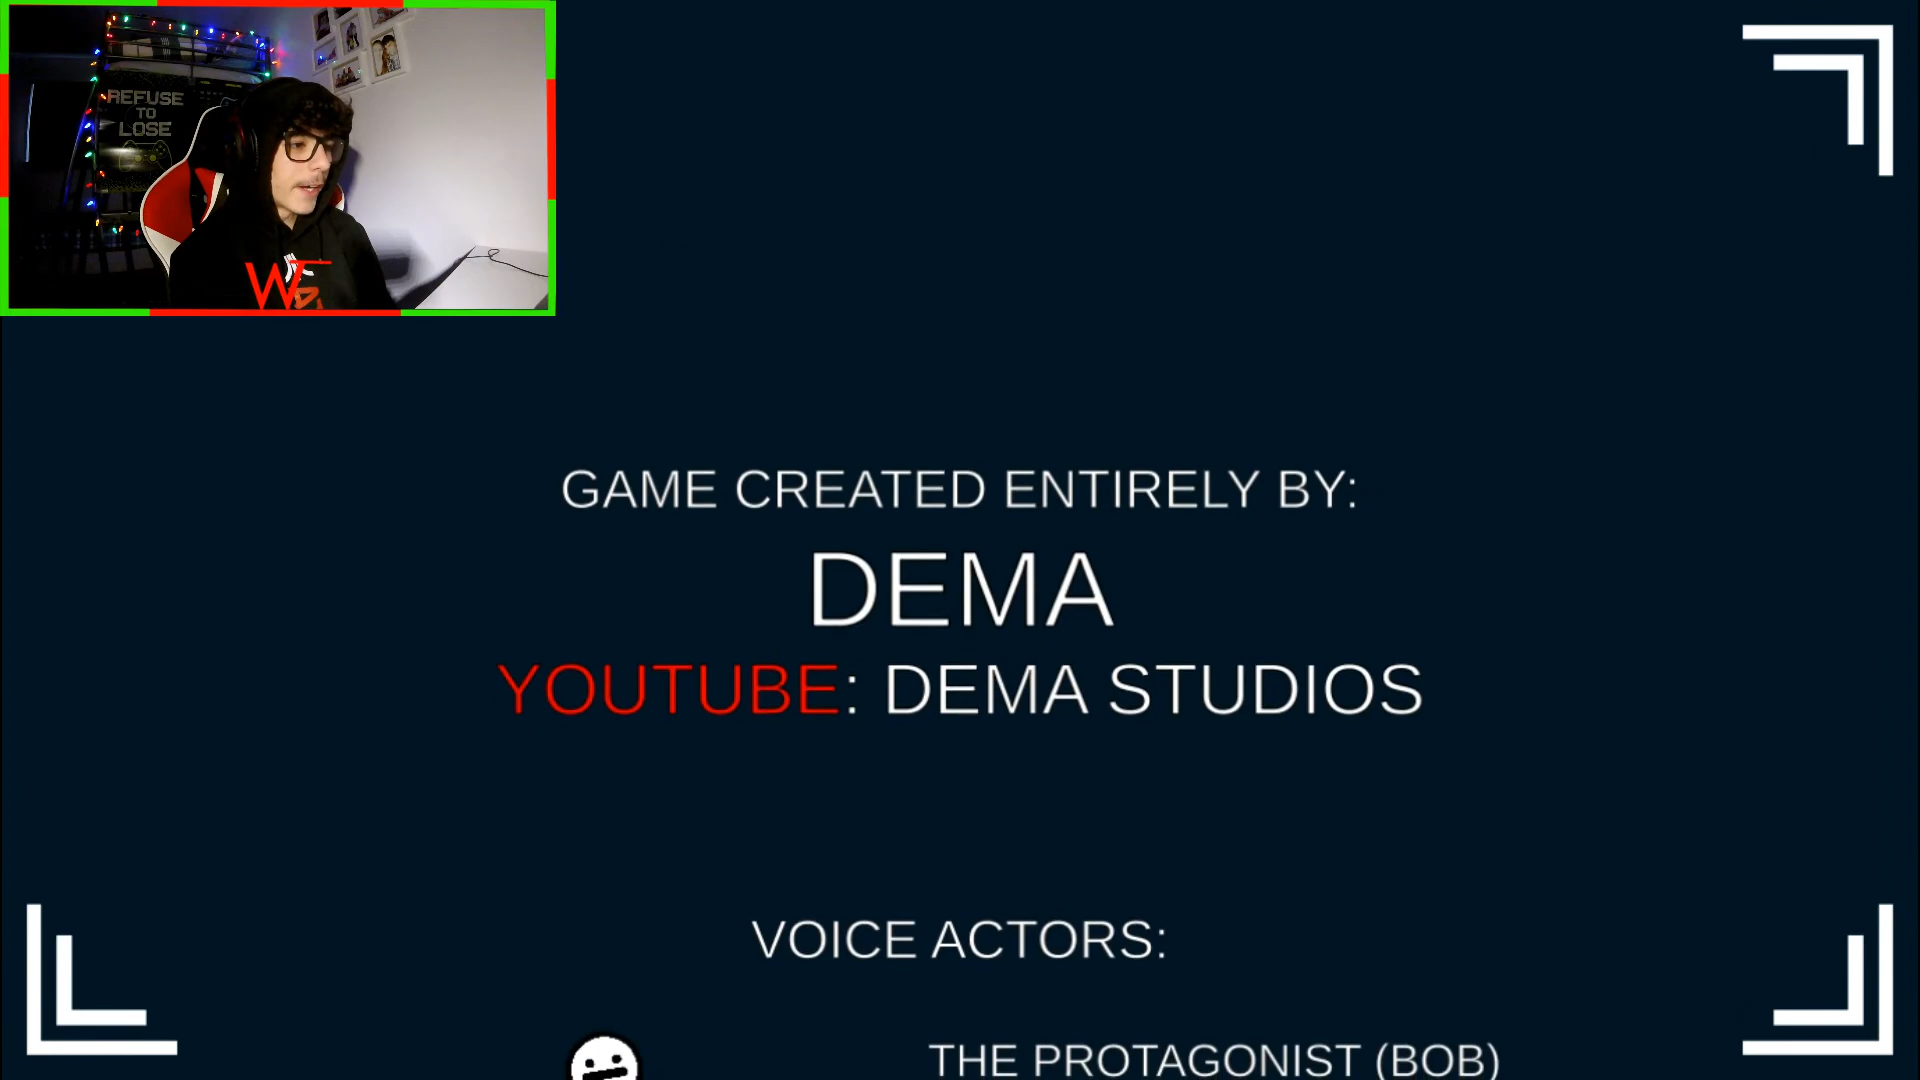 REFUSE
TO
LOSE
GAME CREATED ENTIRELY BY:
DEMA
YOUTUBE: DEMA STUDIOS
VOICE ACTORS:
THE PROTAGONIST (BOB)